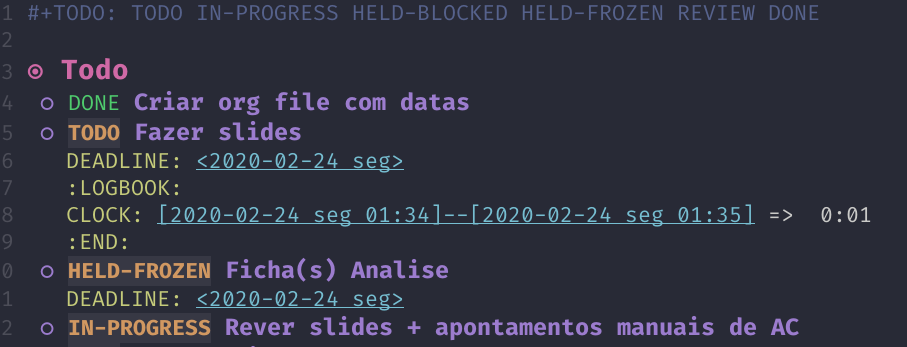 1 #+TODO: TODO IN-PROGRESS HELD-BLOCKED HELD-FROZEN REVIEW DONE
2
3 Todo
4 DONE Criar org file com datas
5 TODO Fazer slides
6 DEADLINE: <2020-02-24 seg>
7 :LOGBOOK:
8 CLOCK: [2020-02-24 seg 01:34]--[2020-02-24 seg 01:35] => 0:01
9 :END:
0 HELD-FROZEN Ficha(s) Analise
1 DEADLINE: <2020-02-24 seg>
2 IN-PROGRESS Rever slides + apontamentos manuais de AC